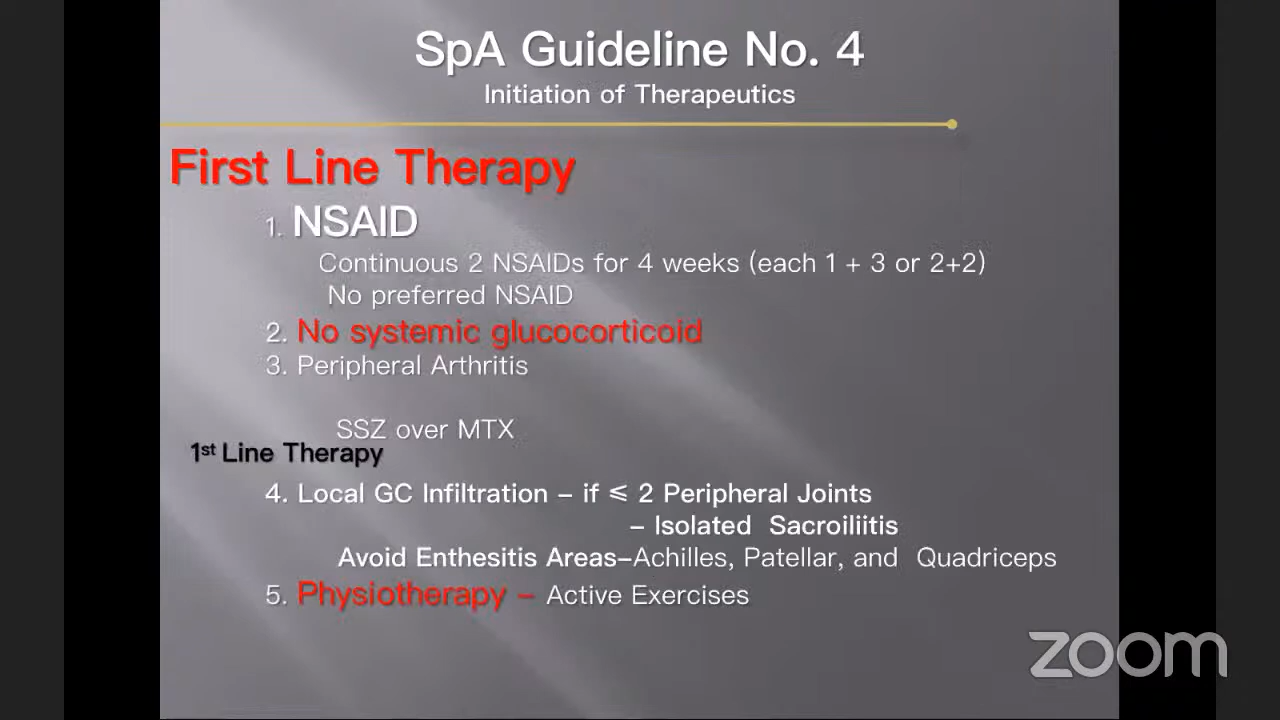 SpA Guideline No. 4
Initiation of Therapeutics
First Line Therapy
1. NSAID
Continuous 2 NSAIDs for 4 weeks (each 1 + 3 or 2+2)
No preferred NSAID
2. No systemic glucocorticoid
3. Peripheral Arthritis
SSZ over MTX
1st Line Therapy
4. Local GC Infiltration – if ≤ 2 Peripheral Joints
– Isolated Sacroiliitis
Avoid Enthesitis Areas–Achilles, Patellar, and Quadriceps
5. Physiotherapy – Active Exercises
zoom